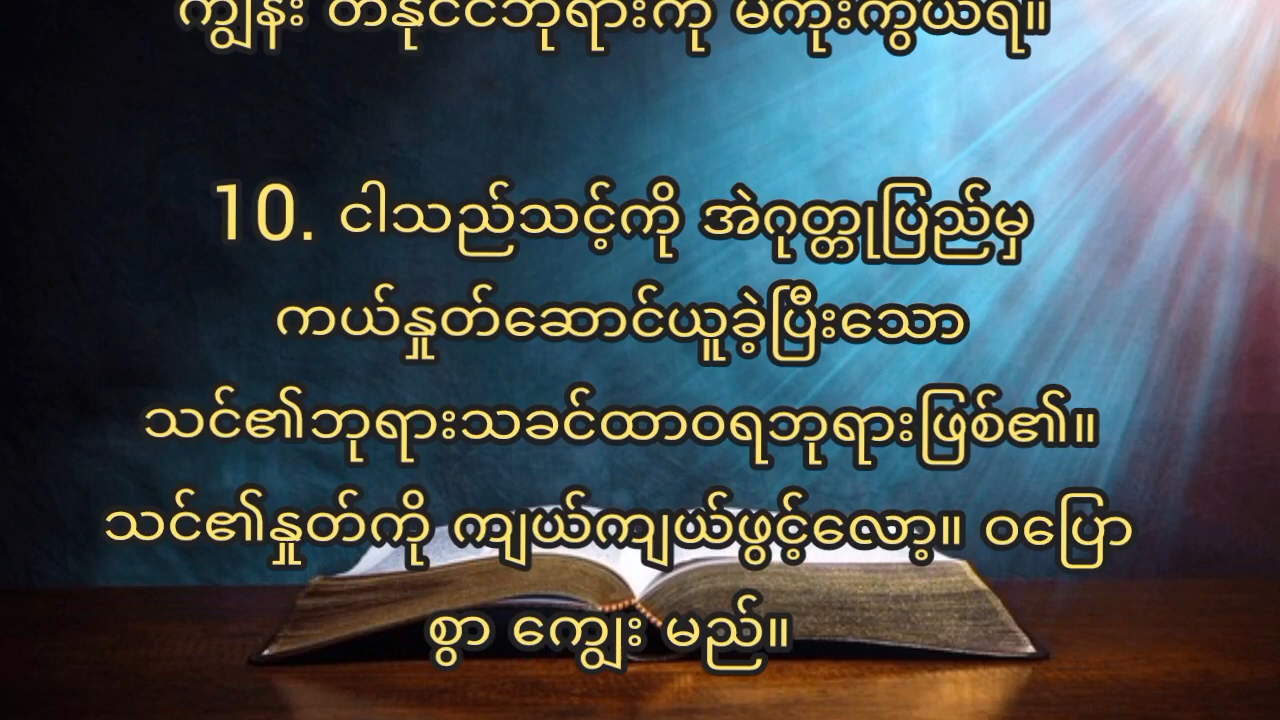 ကျွန်း တနိုင်ငံဘုရားကို မကိုးကွယ်ရ။
10. ငါသည်သင့်ကို အဲဂုတ္တုပြည်မှ
ကယ်နှုတ်ဆောင်ယူခဲ့ပြီးသော
သင်၏ဘုရားသခင်ထာဝရဘုရားဖြစ်၏။
သင်၏နှုတ်ကို ကျယ်ကျယ်ဖွင့်လော့။ ဝပြော
စွာ ကျွေး မည်။